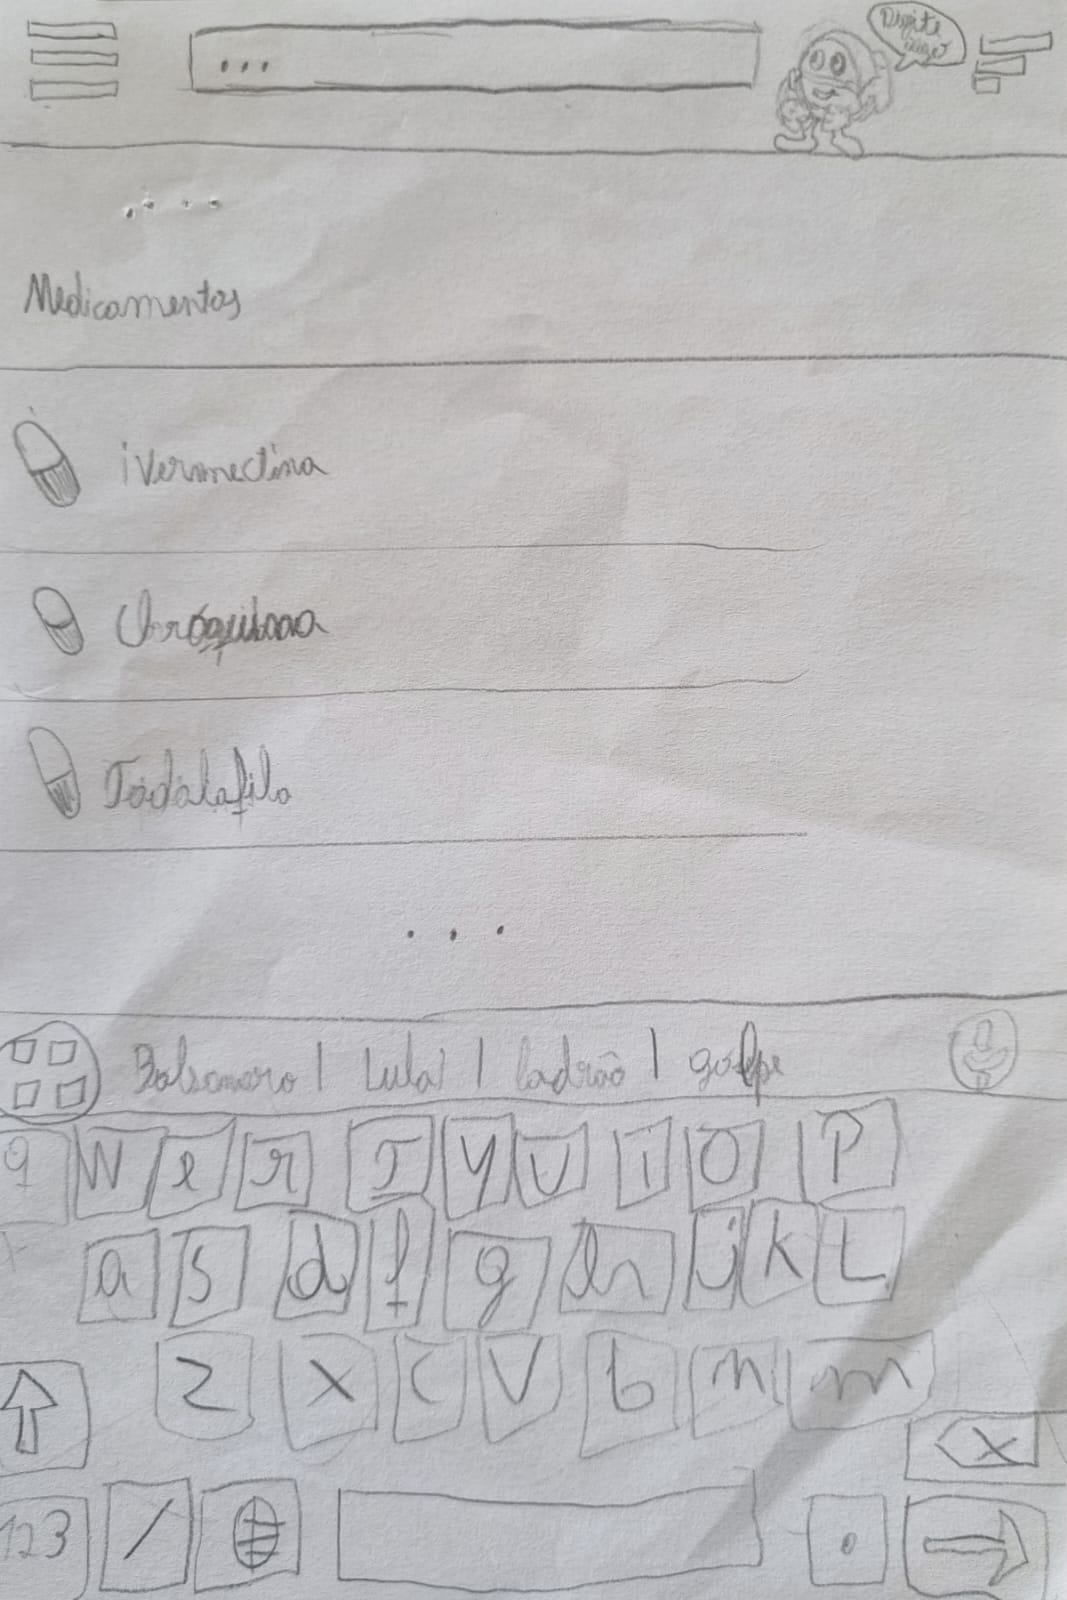 Digite
algo
...
....
Medicamentos
iVermectina
Cloroquina
Tadalafila
...
Bolsonaro | Lula | ladrão | golpe
q W e r T y U i O P
a s d f g h j k L
Z X C V b n m
X
123 / .